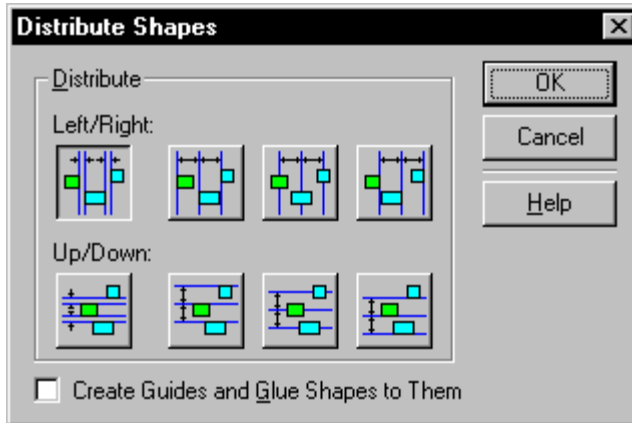 Distribute Shapes
Distribute
OK
Left/Right:
Cancel
Help
Up/Down:
Create Guides and Glue Shapes to Them